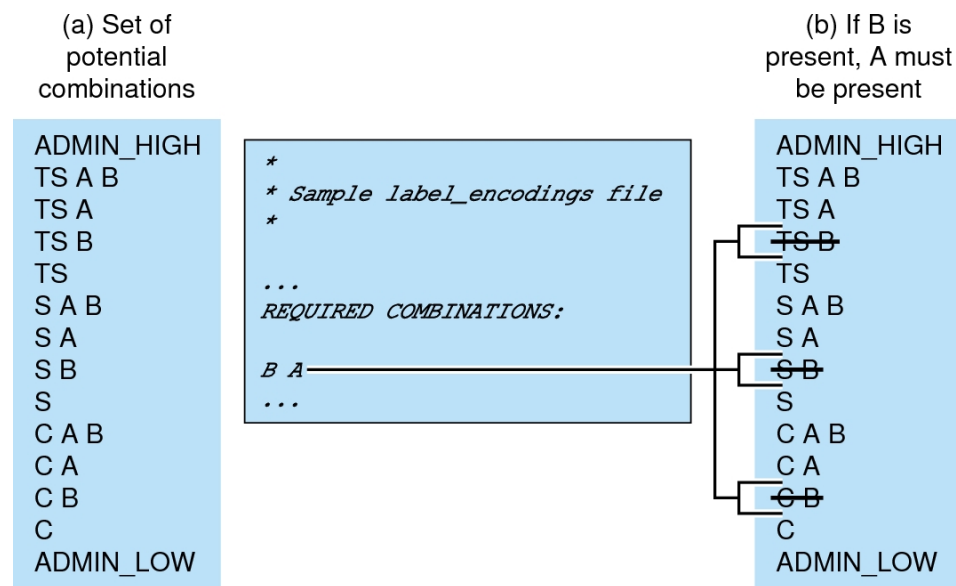 (a) Set of
potential
combinations
ADMIN_HIGH
TS A B
TS A
TS B
TS
S A B
S A
S B
S
C A B
C A
C B
C
ADMIN_LOW
*
* Sample label_encodings file
*
...
REQUIRED COMBINATIONS:
B A
...
(b) If B is
present, A must
be present
ADMIN_HIGH
TS A B
TS A
TS B
TS
S A B
S A
S B
S
C A B
C A
C B
C
ADMIN_LOW